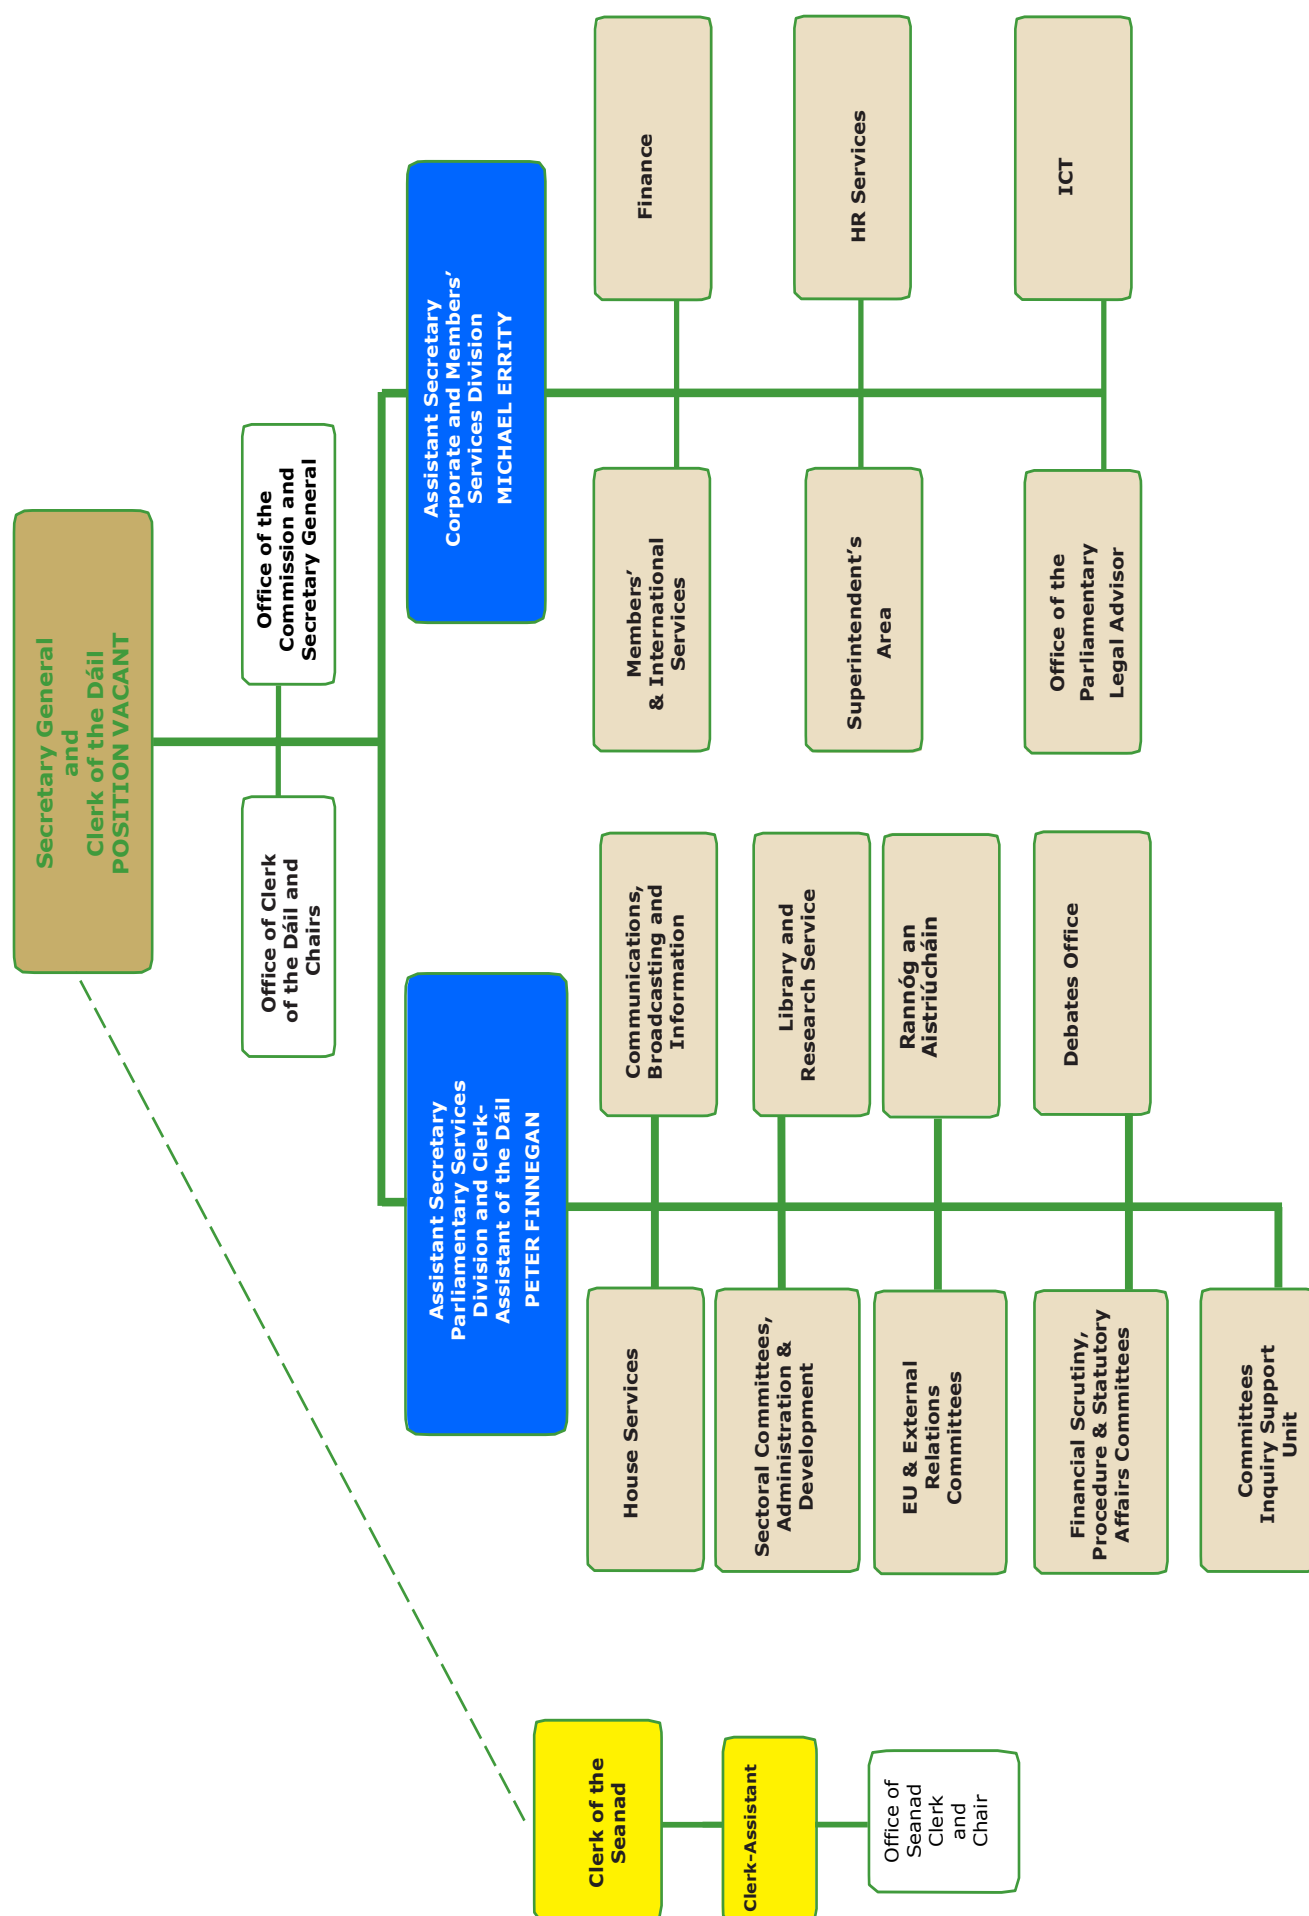 Secretary General
and
Clerk of the Dáil
POSITION VACANT
Office of Clerk
of the Dáil and
Chairs
Office of the
Commission and
Secretary General
Assistant Secretary
Parliamentary Services
Division and Clerk-
Assistant of the Dáil
PETER FINNEGAN
Assistant Secretary
Corporate and Members’
Services Division
MICHAEL ERRITY
Clerk of the
Seanad
Clerk-Assistant
Office of
Seanad
Clerk
and
Chair
House Services
Communications,
Broadcasting and
Information
Sectoral Committees,
Administration &
Development
Library and
Research Service
EU & External
Relations
Committees
Rannóg an
Aistriúcháin
Financial Scrutiny,
Procedure & Statutory
Affairs Committees
Debates Office
Committees
Inquiry Support
Unit
Members’
& International
Services
Finance
Superintendent’s
Area
HR Services
Office of the
Parliamentary
Legal Advisor
ICT